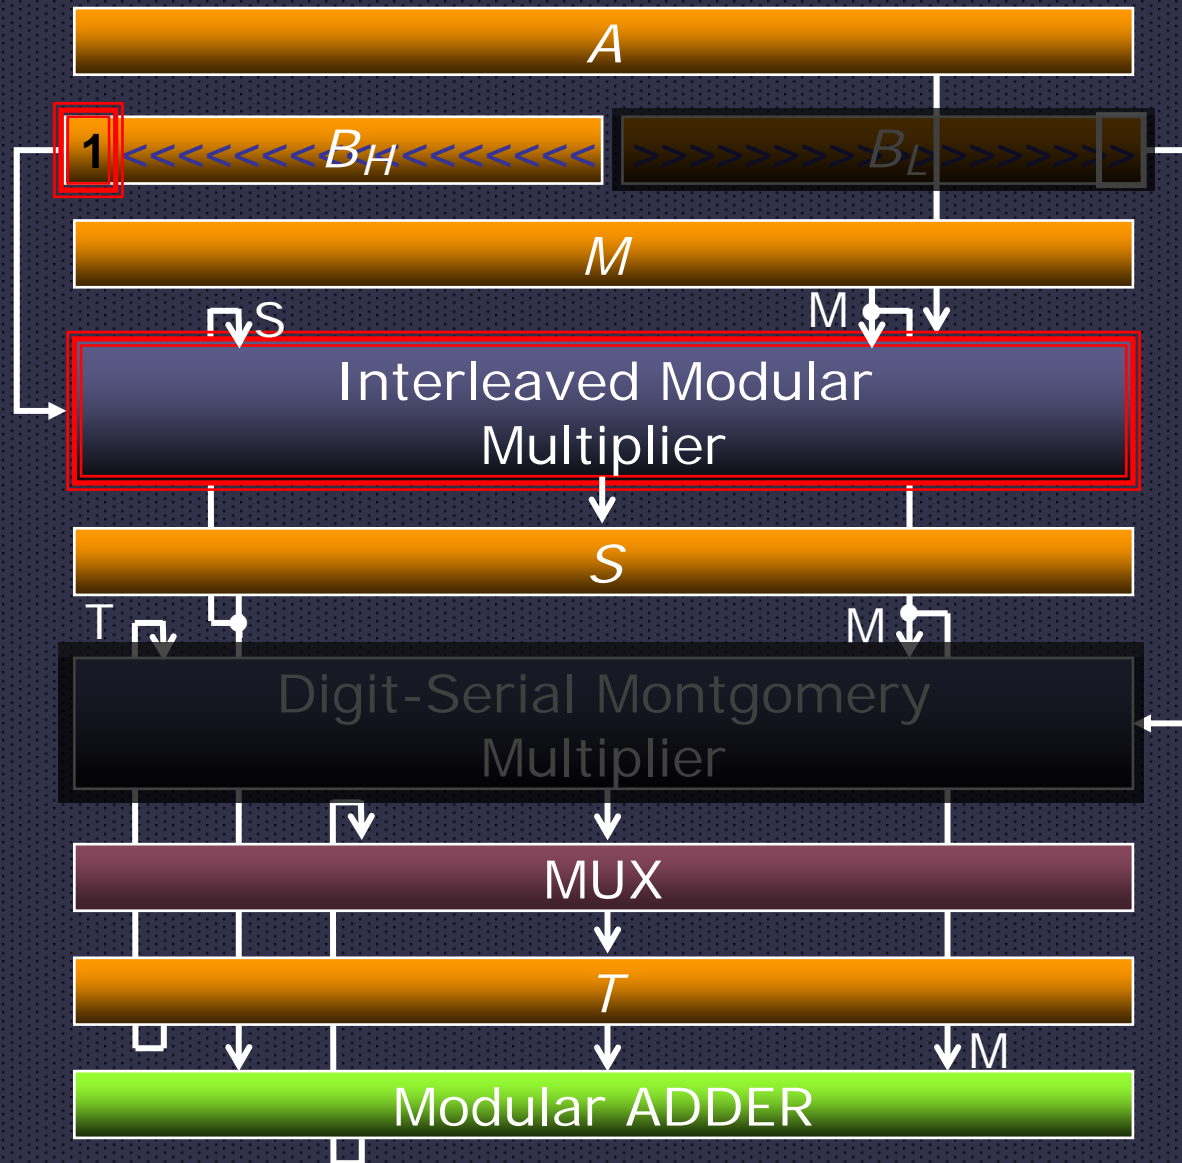 A
1 <<<<<<<<<<<<<<<<< B_H
>>>>>>>>>>>>>>> B_L
M
S M
Interleaved Modular
Multiplier
S
T M
Digit-Serial Montgomery
Multiplier
MUX
T
M
Modular ADDER